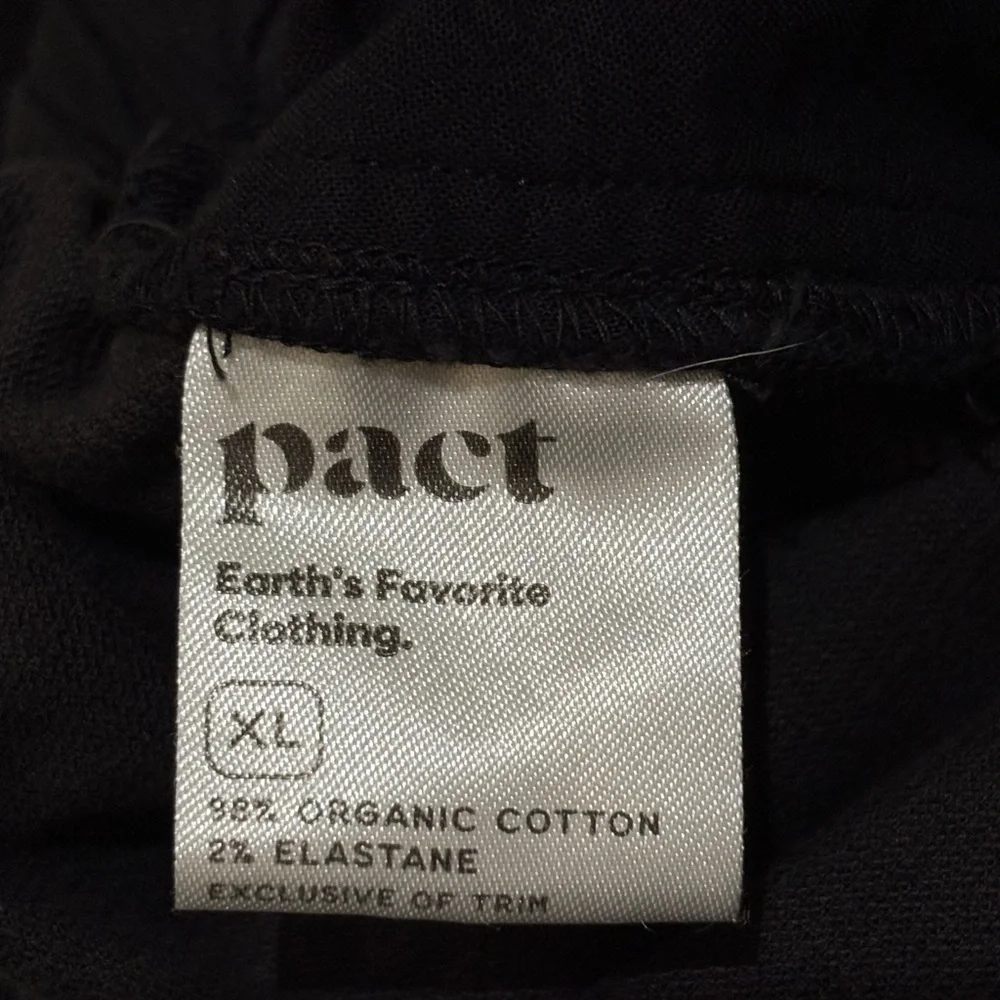 pact
Earth's Favorite
Clothing.
XL
98% ORGANIC COTTON
2% ELASTANE
EXCLUSIVE OF TRIM